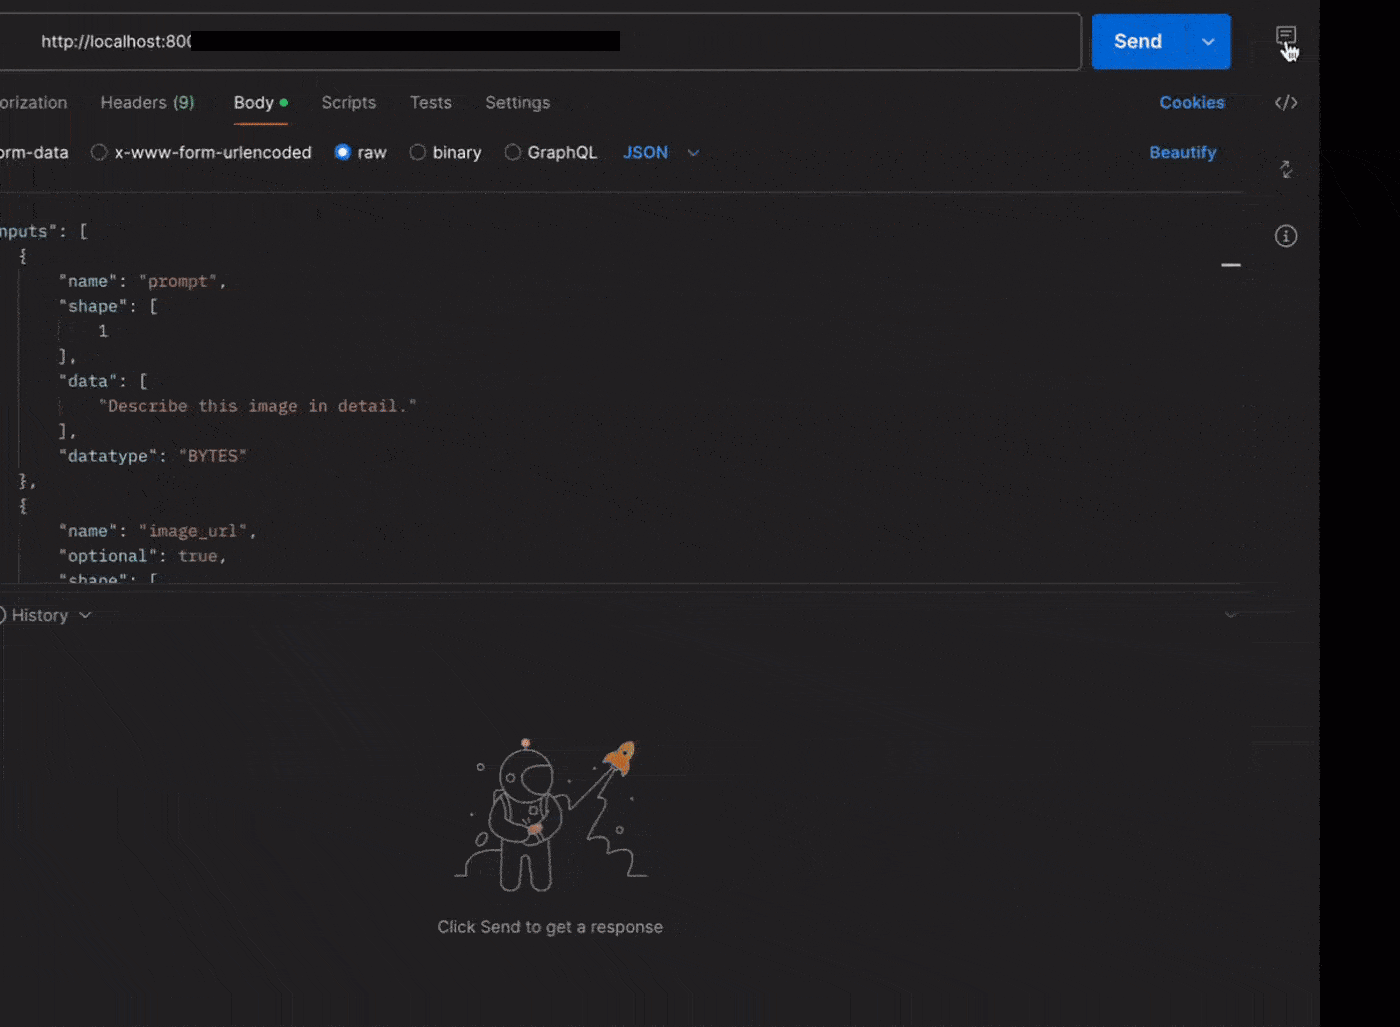 http://localhost:800
Send
orization Headers (9) Body Scripts Tests Settings Cookies
orm-data x-www-form-urlencoded raw binary GraphQL JSON Beautify
nputs": [
{
"name": "prompt",
"shape": [
1
],
"data": [
"Describe this image in detail."
],
"datatype": "BYTES"
},
{
"name": "image_url",
"optional": true,
"shape": [
History
Click Send to get a response